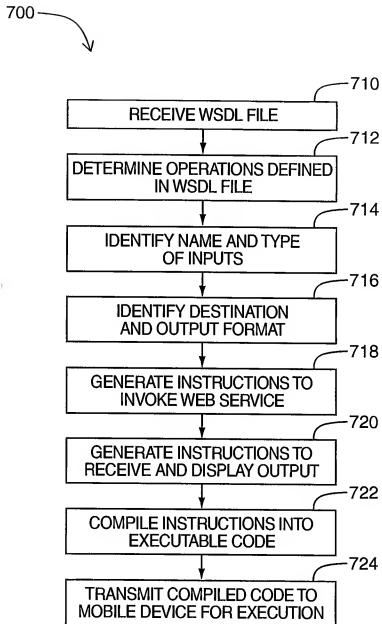 700
710
RECEIVE WSDL FILE
712
DETERMINE OPERATIONS DEFINED
IN WSDL FILE
714
IDENTIFY NAME AND TYPE
OF INPUTS
716
IDENTIFY DESTINATION
AND OUTPUT FORMAT
718
GENERATE INSTRUCTIONS TO
INVOKE WEB SERVICE
720
GENERATE INSTRUCTIONS TO
RECEIVE AND DISPLAY OUTPUT
722
COMPILE INSTRUCTIONS INTO
EXECUTABLE CODE
724
TRANSMIT COMPILED CODE TO
MOBILE DEVICE FOR EXECUTION